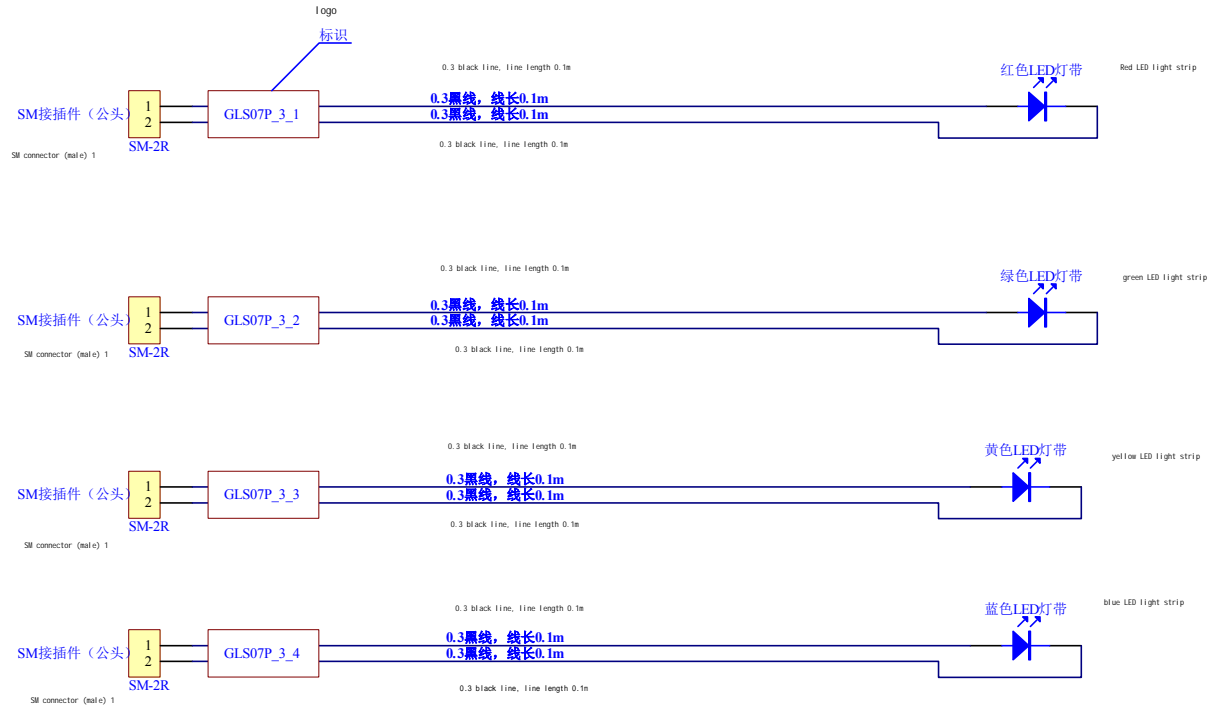 logo
标识
0.3 black line, line length 0.1m
红色LED灯带
Red LED light strip
SM接插件（公头）
1
2
GLS07P_3_1
0.3黑线，线长0.1m
0.3黑线，线长0.1m
SM-2R
0.3 black line, line length 0.1m
SM connector (male) 1
0.3 black line, line length 0.1m
绿色LED灯带
green LED light strip
SM接插件（公头）
1
2
GLS07P_3_2
0.3黑线，线长0.1m
0.3黑线，线长0.1m
SM-2R
0.3 black line, line length 0.1m
SM connector (male) 1
0.3 black line, line length 0.1m
黄色LED灯带
yellow LED light strip
SM接插件（公头）
1
2
GLS07P_3_3
0.3黑线，线长0.1m
0.3黑线，线长0.1m
SM-2R
0.3 black line, line length 0.1m
SM connector (male) 1
0.3 black line, line length 0.1m
蓝色LED灯带
blue LED light strip
SM接插件（公头）
1
2
GLS07P_3_4
0.3黑线，线长0.1m
0.3黑线，线长0.1m
SM-2R
0.3 black line, line length 0.1m
SM connector (male) 1